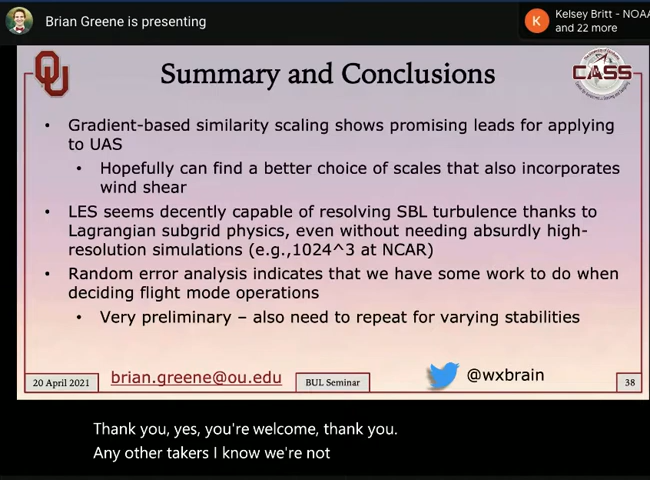 Brian Greene is presenting
K
Kelsey Britt - NOAA
and 22 more
OU
Summary and Conclusions
CASS
• Gradient-based similarity scaling shows promising leads for applying
to UAS
• Hopefully can find a better choice of scales that also incorporates
wind shear
• LES seems decently capable of resolving SBL turbulence thanks to
Lagrangian subgrid physics, even without needing absurdly high-
resolution simulations (e.g.,1024^3 at NCAR)
• Random error analysis indicates that we have some work to do when
deciding flight mode operations
• Very preliminary – also need to repeat for varying stabilities
20 April 2021
brian.greene@ou.edu
BUL Seminar
@wxbrain
38
Thank you, yes, you're welcome, thank you.
Any other takers I know we're not